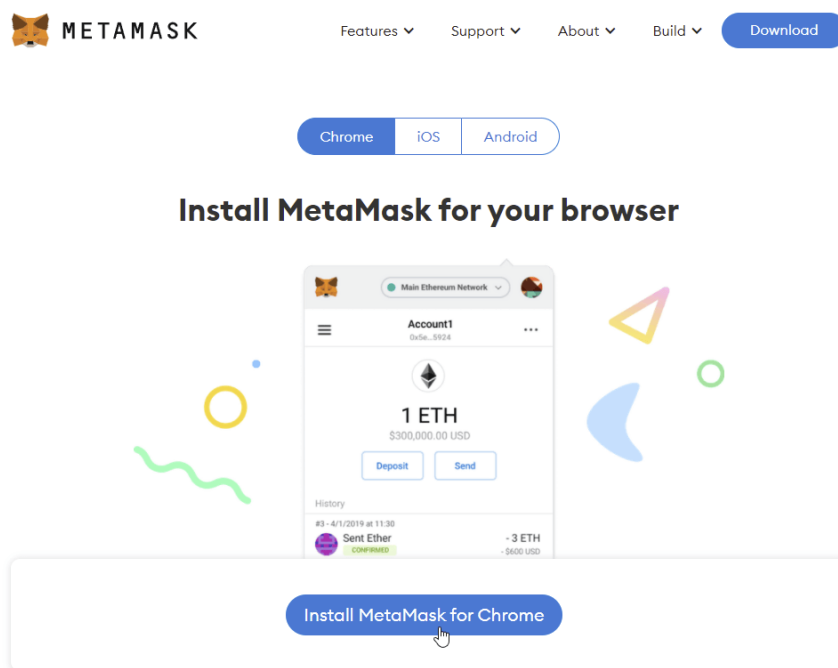 METAMASK
Features Support About Build Download
Chrome iOS Android
Install MetaMask for your browser
Main Ethereum Network
Account1
0x5e...5924
1 ETH
$300,000.00 USD
Deposit Send
History
#3 - 4/1/2019 at 11:30
Sent Ether - 3 ETH
CONFIRMED - $600 USD
Install MetaMask for Chrome